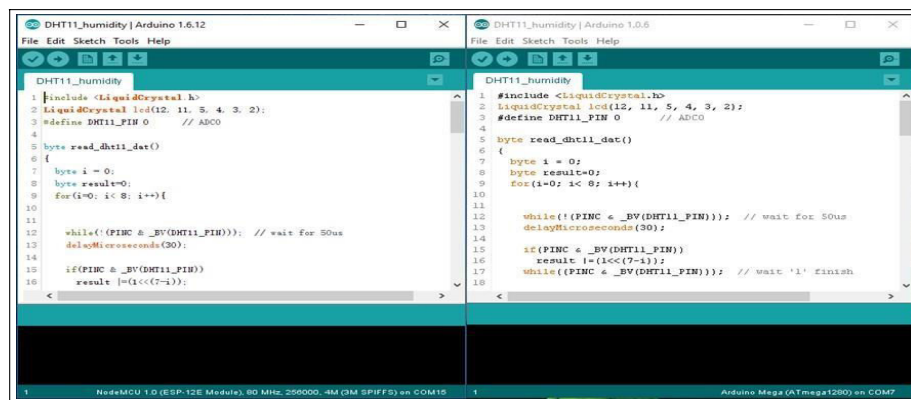 DHT11_humidity | Arduino 1.6.12
File Edit Sketch Tools Help
DHT11_humidity
1 #include <LiquidCrystal.h>
2 LiquidCrystal lcd(12, 11, 5, 4, 3, 2);
3 #define DHT11_PIN 0 // ADC0
4
5 byte read_dht11_dat()
6 {
7 byte i = 0;
8 byte result=0;
9 for(i=0; i< 8; i++){
10
11
12 while(!(PINC & _BV(DHT11_PIN))); // wait for 50us
13 delayMicroseconds(30);
14
15 if(PINC & _BV(DHT11_PIN))
16 result |=(1<<(7-i));
1 NodeMCU 1.0 (ESP-12E Module), 80 MHz, 256000, 4M (3M SPIFFS) on COM15
DHT11_humidity | Arduino 1.0.6
File Edit Sketch Tools Help
DHT11_humidity
1 #include <LiquidCrystal.h>
2 LiquidCrystal lcd(12, 11, 5, 4, 3, 2);
3 #define DHT11_PIN 0 // ADC0
4
5 byte read_dht11_dat()
6 {
7 byte i = 0;
8 byte result=0;
9 for(i=0; i< 8; i++){
10
11
12 while(!(PINC & _BV(DHT11_PIN))); // wait for 50us
13 delayMicroseconds(30);
14
15 if(PINC & _BV(DHT11_PIN))
16 result |=(1<<(7-i));
17 while((PINC & _BV(DHT11_PIN))); // wait '1' finish
18
1 Arduino Mega (ATmega1280) on COM7